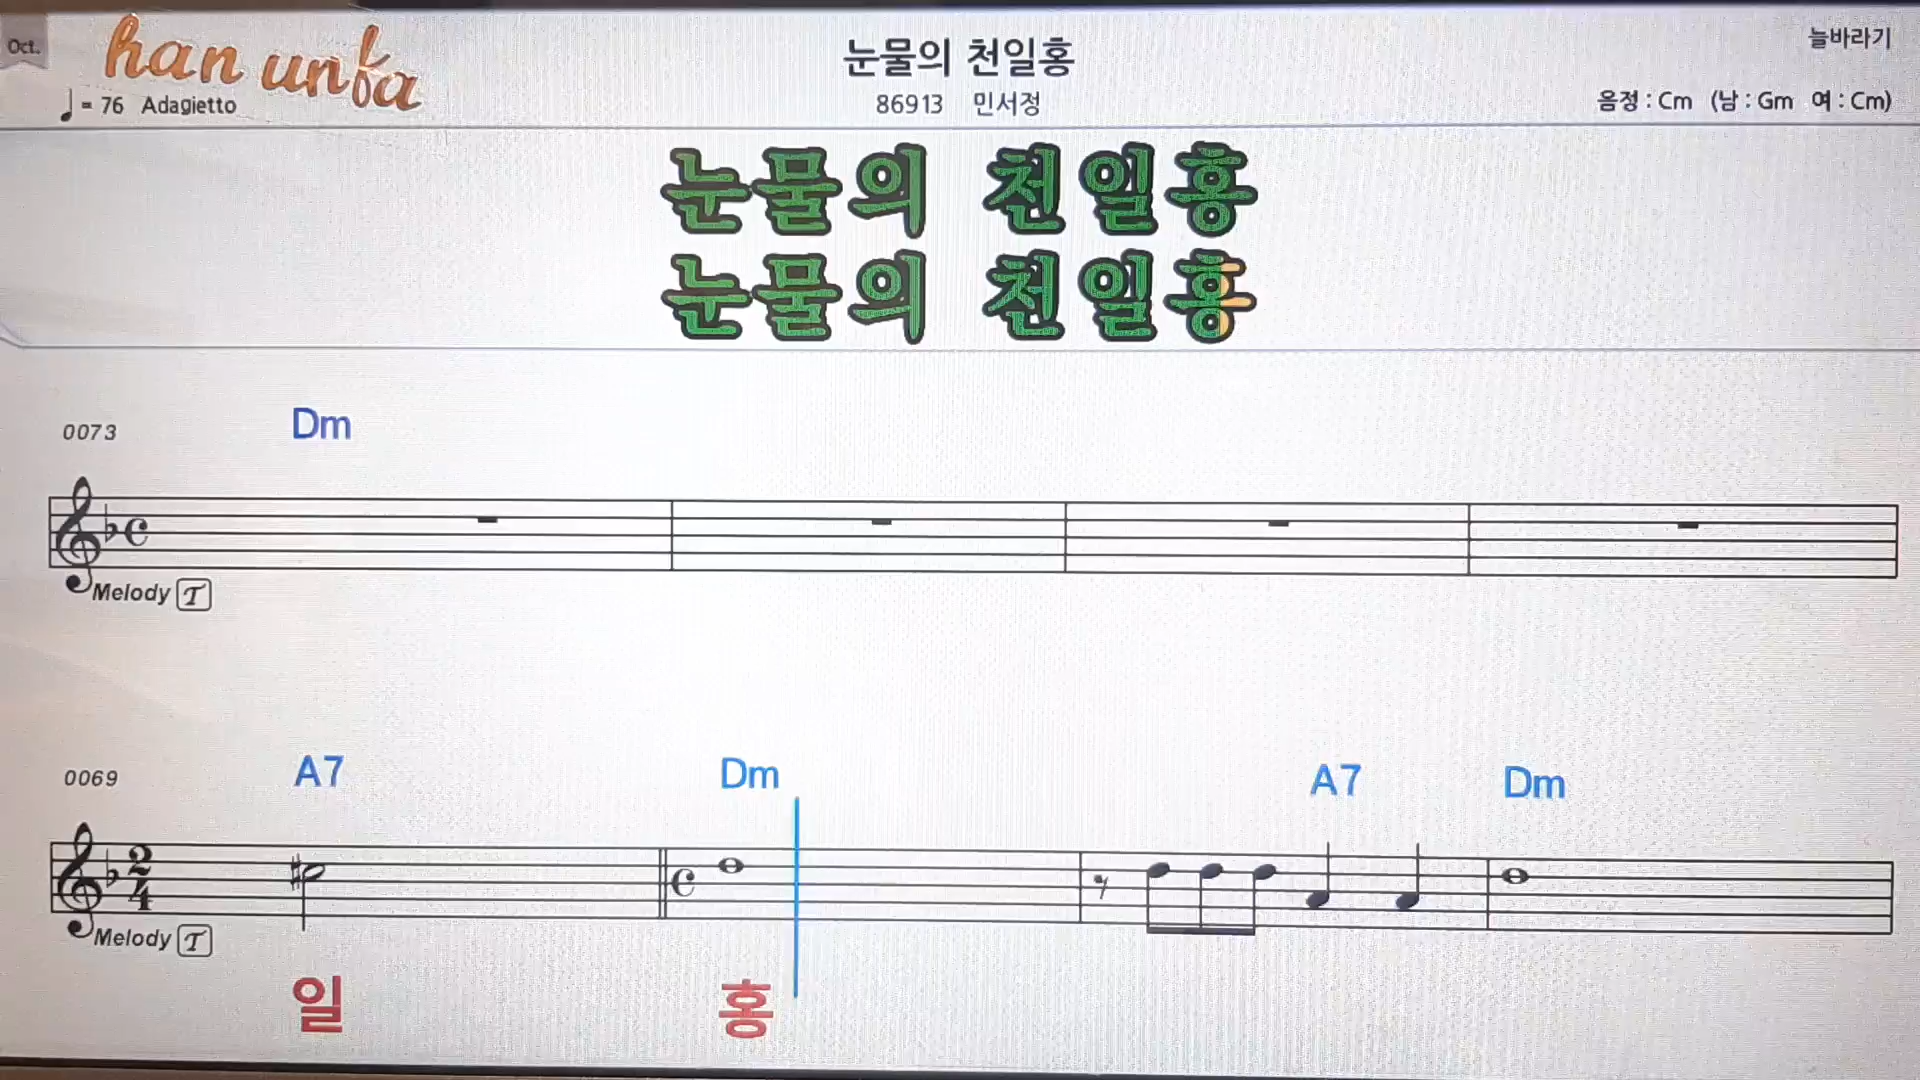 Oct.
han unfa
눈물의 천일홍
늘바라기
= 76 Adagietto
86913 민서정
음정 : Cm (남 : Gm 여 : Cm)
눈물의 천일홍
눈물의 천일홍
0073 Dm
C
Melody T
0069 A7 Dm A7 Dm
2/4 C
Melody T
일 홍